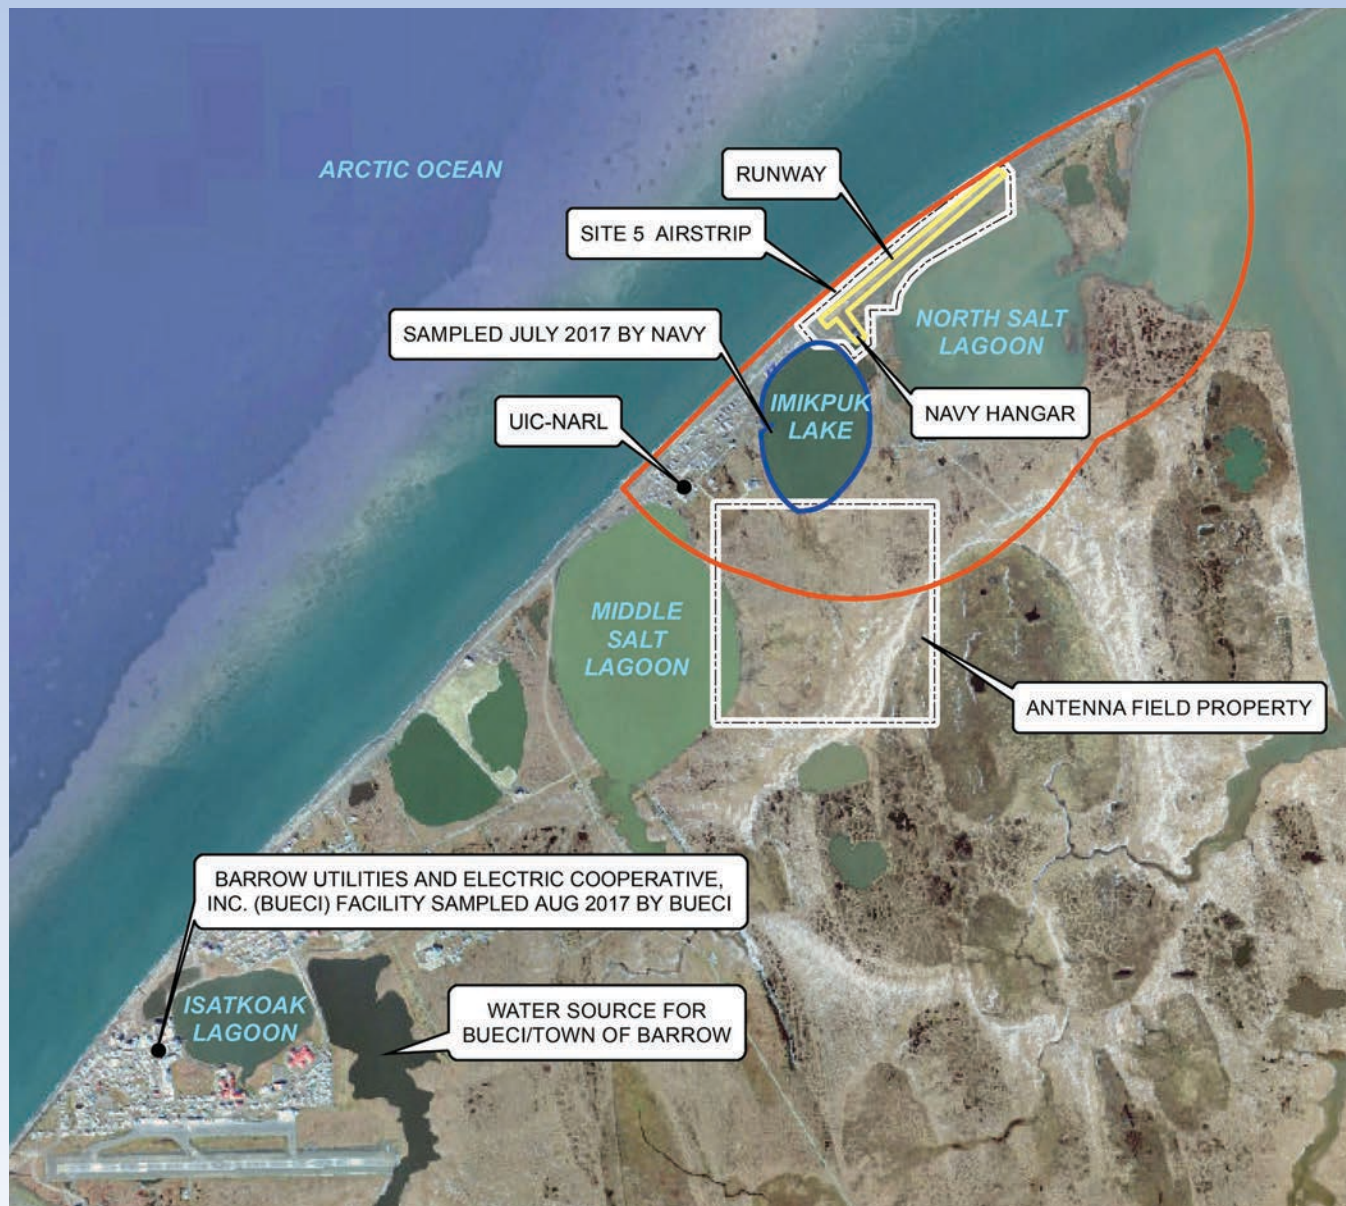 ARCTIC OCEAN
RUNWAY
SITE 5 AIRSTRIP
SAMPLED JULY 2017 BY NAVY
NORTH SALT
LAGOON
IMIKPUK
LAKE
NAVY HANGAR
UIC-NARL
MIDDLE
SALT
LAGOON
ANTENNA FIELD PROPERTY
BARROW UTILITIES AND ELECTRIC COOPERATIVE,
INC. (BUECI) FACILITY SAMPLED AUG 2017 BY BUECI
ISATKOAK
LAGOON
WATER SOURCE FOR
BUECI/TOWN OF BARROW